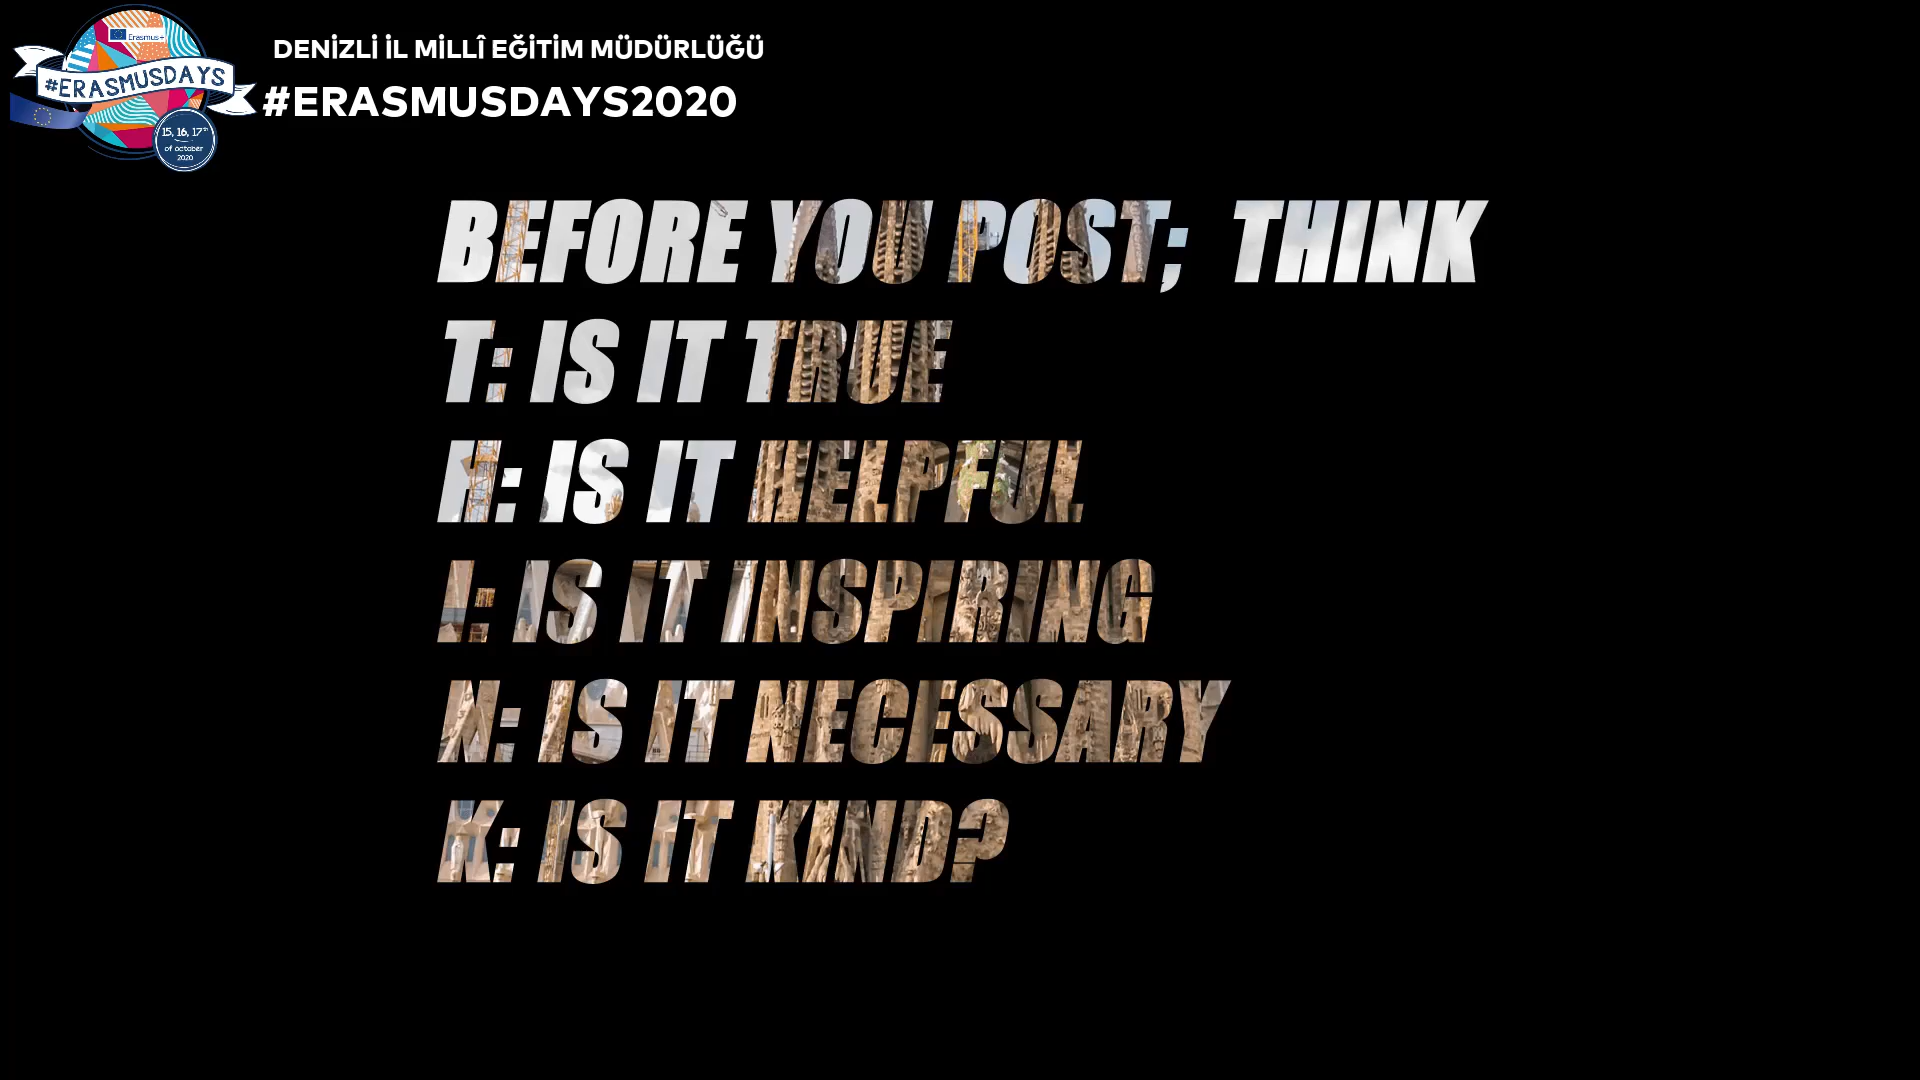 Erasmus+
#ERASMUSDAYS
15, 16, 17th
of october
2020
DENİZLİ İL MİLLÎ EĞİTİM MÜDÜRLÜĞÜ
#ERASMUSDAYS2020
BEFORE YOU POST;  THINK
T: IS IT TRUE
H: IS IT HELPFUL
I: IS IT INSPIRING
N: IS IT NECESSARY
K: IS IT KIND?